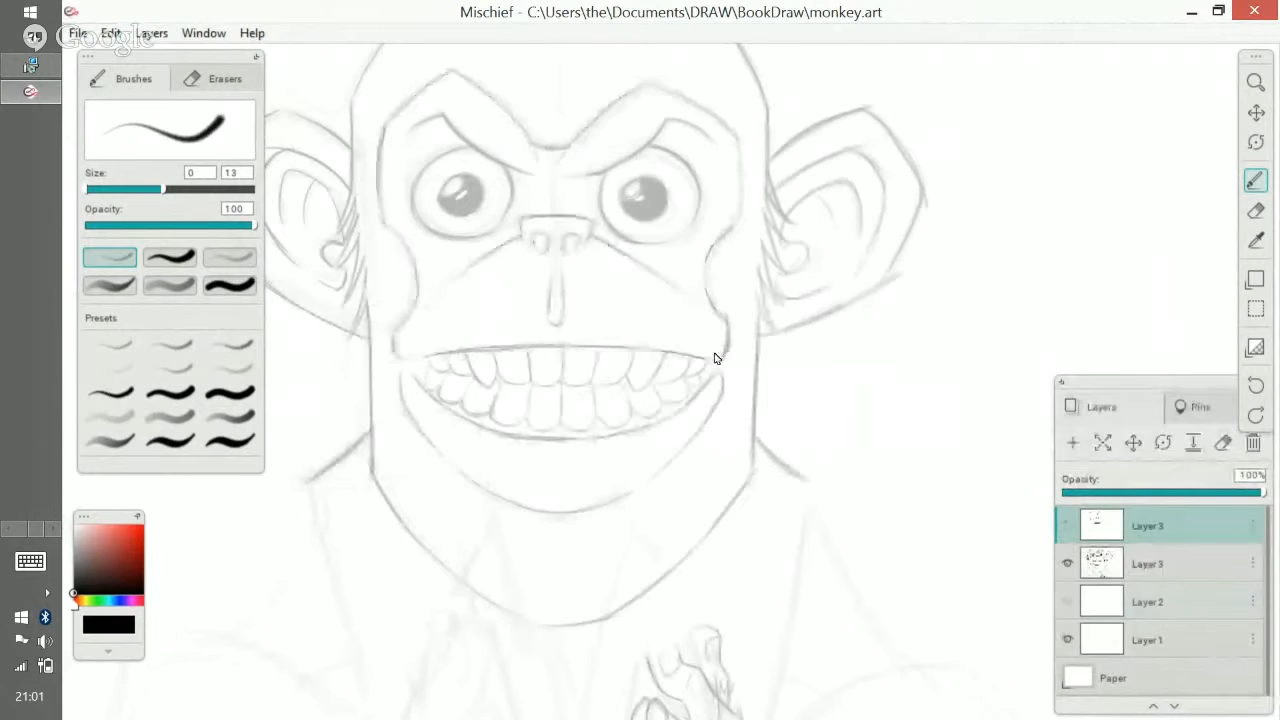 Mischief - C:\Users\the\Documents\DRAW\BookDraw\monkey.art
Google
File Edit Layers Window Help
Brushes Erasers
Size: 0 13
Opacity: 100
Presets
Layers Pins
Opacity: 100%
Layer 3
Layer 3
Layer 2
Layer 1
Paper
21:01